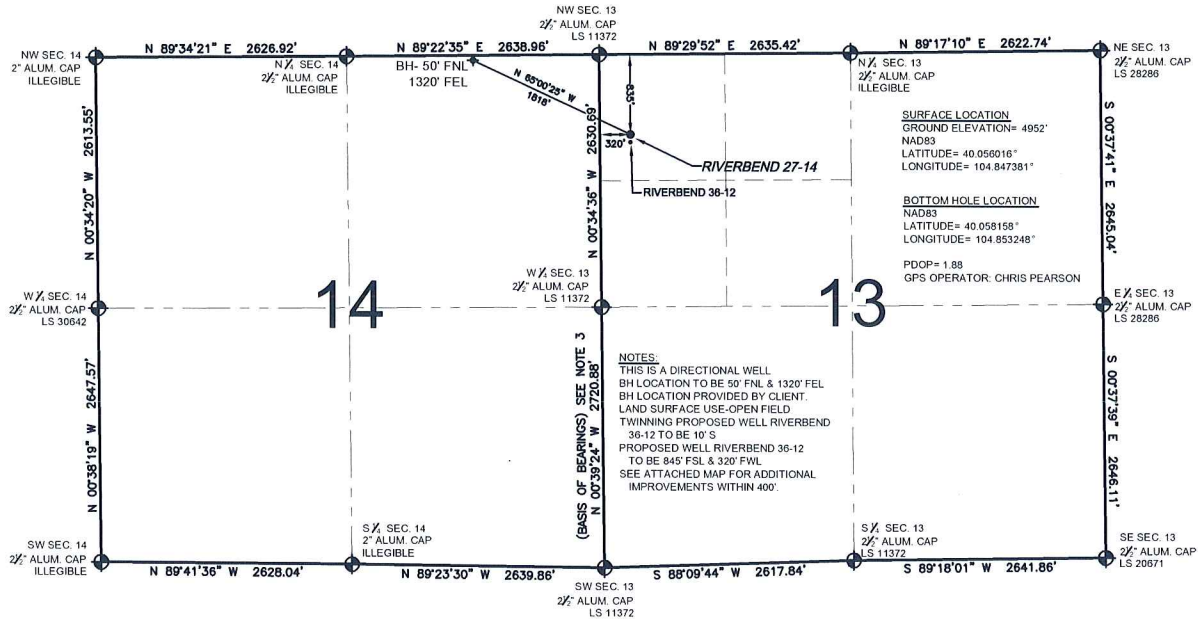 NW SEC. 13
2½" ALUM. CAP
LS 11372
NW SEC. 14
2" ALUM. CAP
ILLEGIBLE
N 89°34'21" E 2626.92'
N ¼ SEC. 14
2½" ALUM. CAP
ILLEGIBLE
N 89°22'35" E 2638.96'
BH- 50' FNL
1320' FEL
N 65°00'25" W
1818'
N 89°29'52" E 2635.42'
N ¼ SEC. 13
2½" ALUM. CAP
ILLEGIBLE
N 89°17'10" E 2622.74'
NE SEC. 13
2½" ALUM. CAP
LS 28286
N 00°34'20" W 2613.55'
N 00°34'36" W 2630.69'
835'
320'
RIVERBEND 27-14
RIVERBEND 36-12
SURFACE LOCATION
GROUND ELEVATION= 4952'
NAD83
LATITUDE= 40.056016°
LONGITUDE= 104.847381°
BOTTOM HOLE LOCATION
NAD83
LATITUDE= 40.058158°
LONGITUDE= 104.853248°
PDOP= 1.88
GPS OPERATOR: CHRIS PEARSON
S 00°37'41" E 2645.04'
W ¼ SEC. 14
2½" ALUM. CAP
LS 30642
14
W ¼ SEC. 13
2½" ALUM. CAP
LS 11372
13
E ¼ SEC. 13
2½" ALUM. CAP
LS 28286
N 00°38'19" W 2647.57'
(BASIS OF BEARINGS) SEE NOTE 3
N 00°39'24" W 2720.88'
NOTES:
THIS IS A DIRECTIONAL WELL
BH LOCATION TO BE 50' FNL & 1320' FEL
BH LOCATION PROVIDED BY CLIENT.
LAND SURFACE USE-OPEN FIELD
TWINNING PROPOSED WELL RIVERBEND
36-12 TO BE 10' S
PROPOSED WELL RIVERBEND 36-12
TO BE 845' FSL & 320' FWL
SEE ATTACHED MAP FOR ADDITIONAL
IMPROVEMENTS WITHIN 400'.
S 00°37'39" E 2646.11'
SW SEC. 14
2½" ALUM. CAP
ILLEGIBLE
N 89°41'36" W 2628.04'
S ¼ SEC. 14
2" ALUM. CAP
ILLEGIBLE
N 89°23'30" W 2639.86'
SW SEC. 13
2½" ALUM. CAP
LS 11372
S 88°09'44" W 2617.84'
S ¼ SEC. 13
2½" ALUM. CAP
LS 11372
S 89°18'01" W 2641.86'
SE SEC. 13
2½" ALUM. CAP
LS 20671